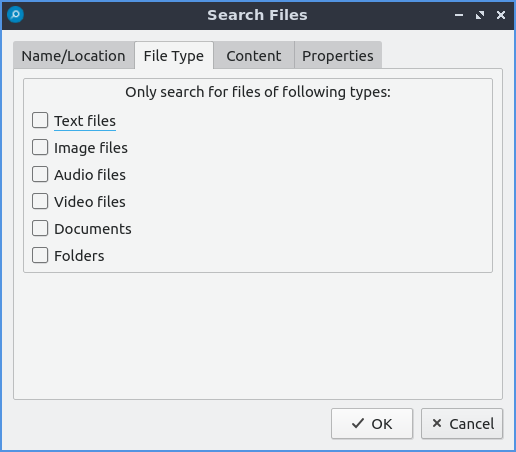 Search Files
Name/Location File Type Content Properties
Only search for files of following types:
Text files
Image files
Audio files
Video files
Documents
Folders
OK Cancel